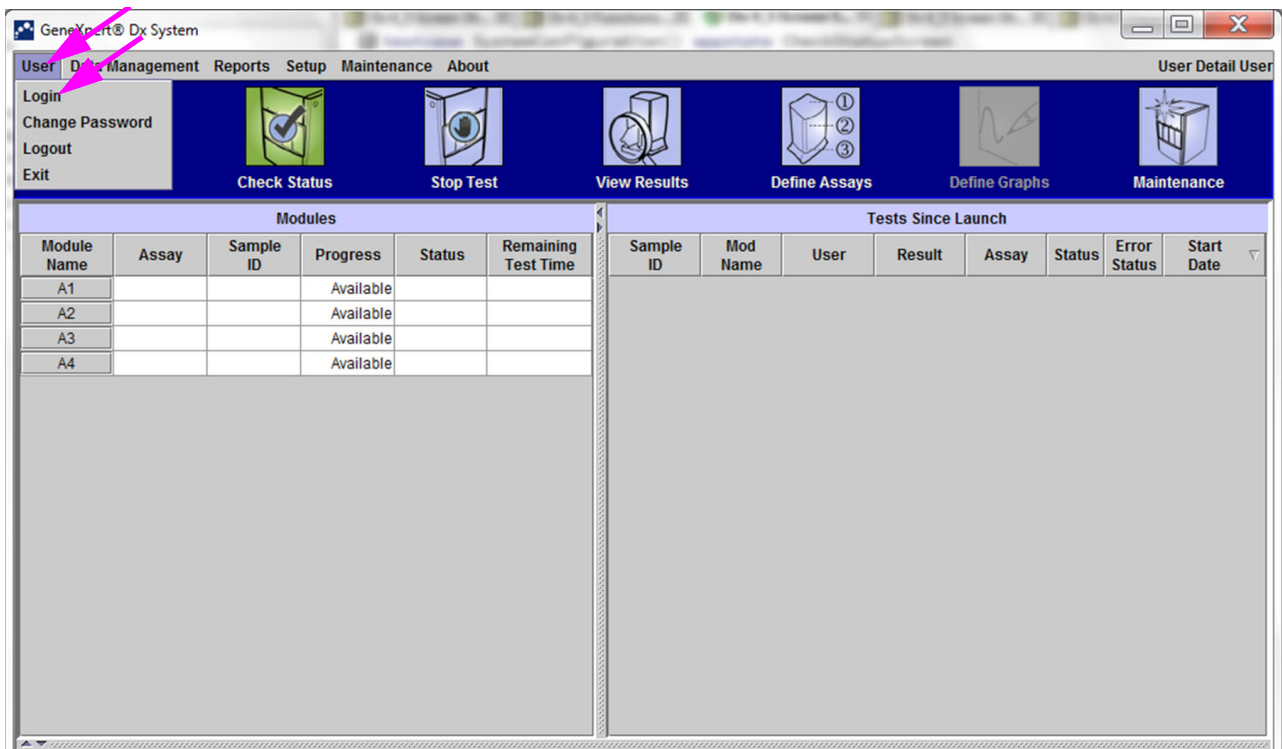 GeneXpert® Dx System
User Data Management Reports Setup Maintenance About User Detail User
Login
Change Password
Logout
Exit
Check Status Stop Test View Results Define Assays Define Graphs Maintenance
①
②
③
Modules
Module Name Assay Sample ID Progress Status Remaining Test Time
A1 Available
A2 Available
A3 Available
A4 Available
Tests Since Launch
Sample ID Mod Name User Result Assay Status Error Status Start Date